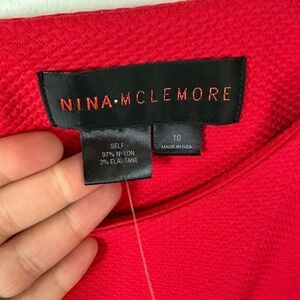 NINA·MCLEMORE
SELF
97% NYLON
3% ELASTANE
10
MADE IN USA